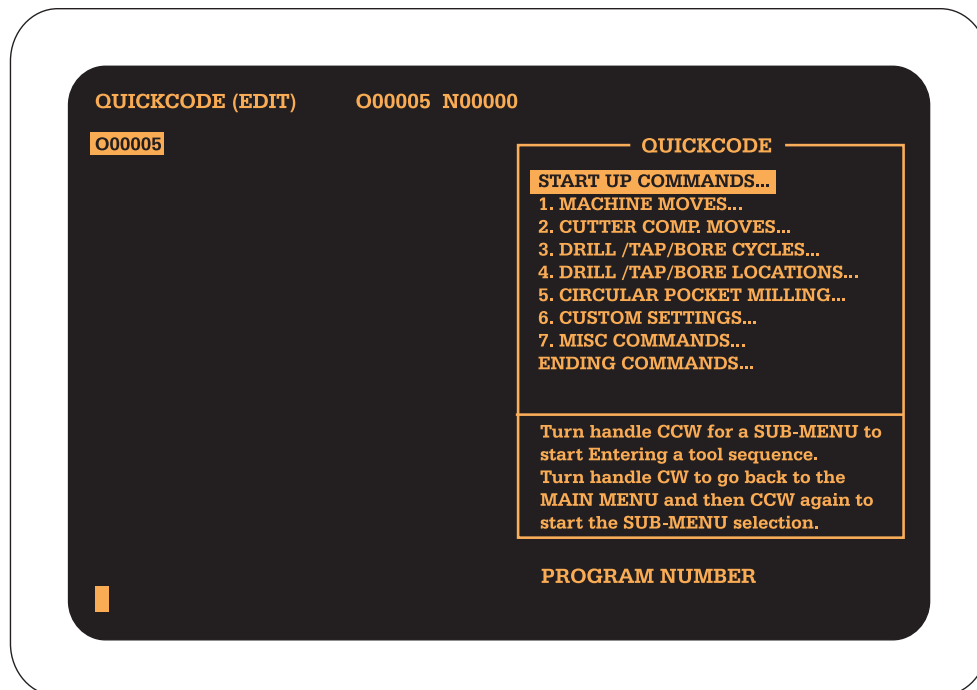 QUICKCODE (EDIT) O00005 N00000
O00005
QUICKCODE
START UP COMMANDS...
1. MACHINE MOVES...
2. CUTTER COMP. MOVES...
3. DRILL /TAP/BORE CYCLES...
4. DRILL /TAP/BORE LOCATIONS...
5. CIRCULAR POCKET MILLING...
6. CUSTOM SETTINGS...
7. MISC COMMANDS...
ENDING COMMANDS...
Turn handle CCW for a SUB-MENU to
start Entering a tool sequence.
Turn handle CW to go back to the
MAIN MENU and then CCW again to
start the SUB-MENU selection.
PROGRAM NUMBER